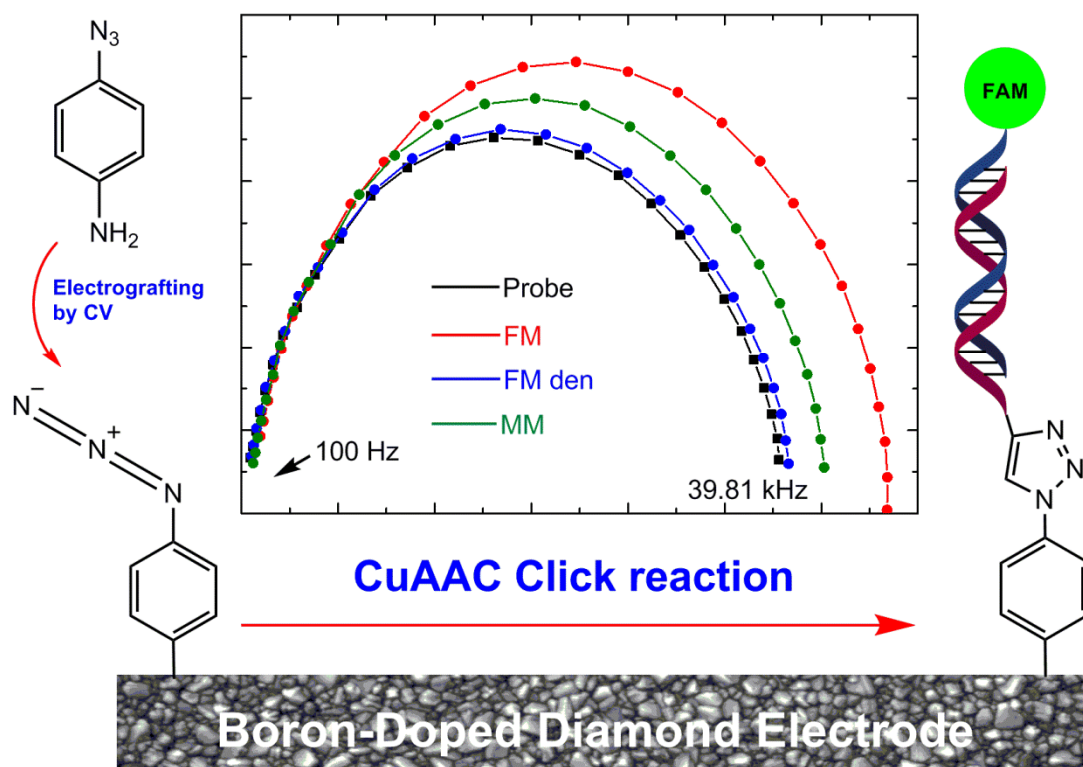 N₃
NH₂
Electrografting
by CV
N⁻
N⁺
N
Probe
FM
FM den
MM
100 Hz
39.81 kHz
FAM
N
N
N
CuAAC Click reaction
Boron-Doped Diamond Electrode